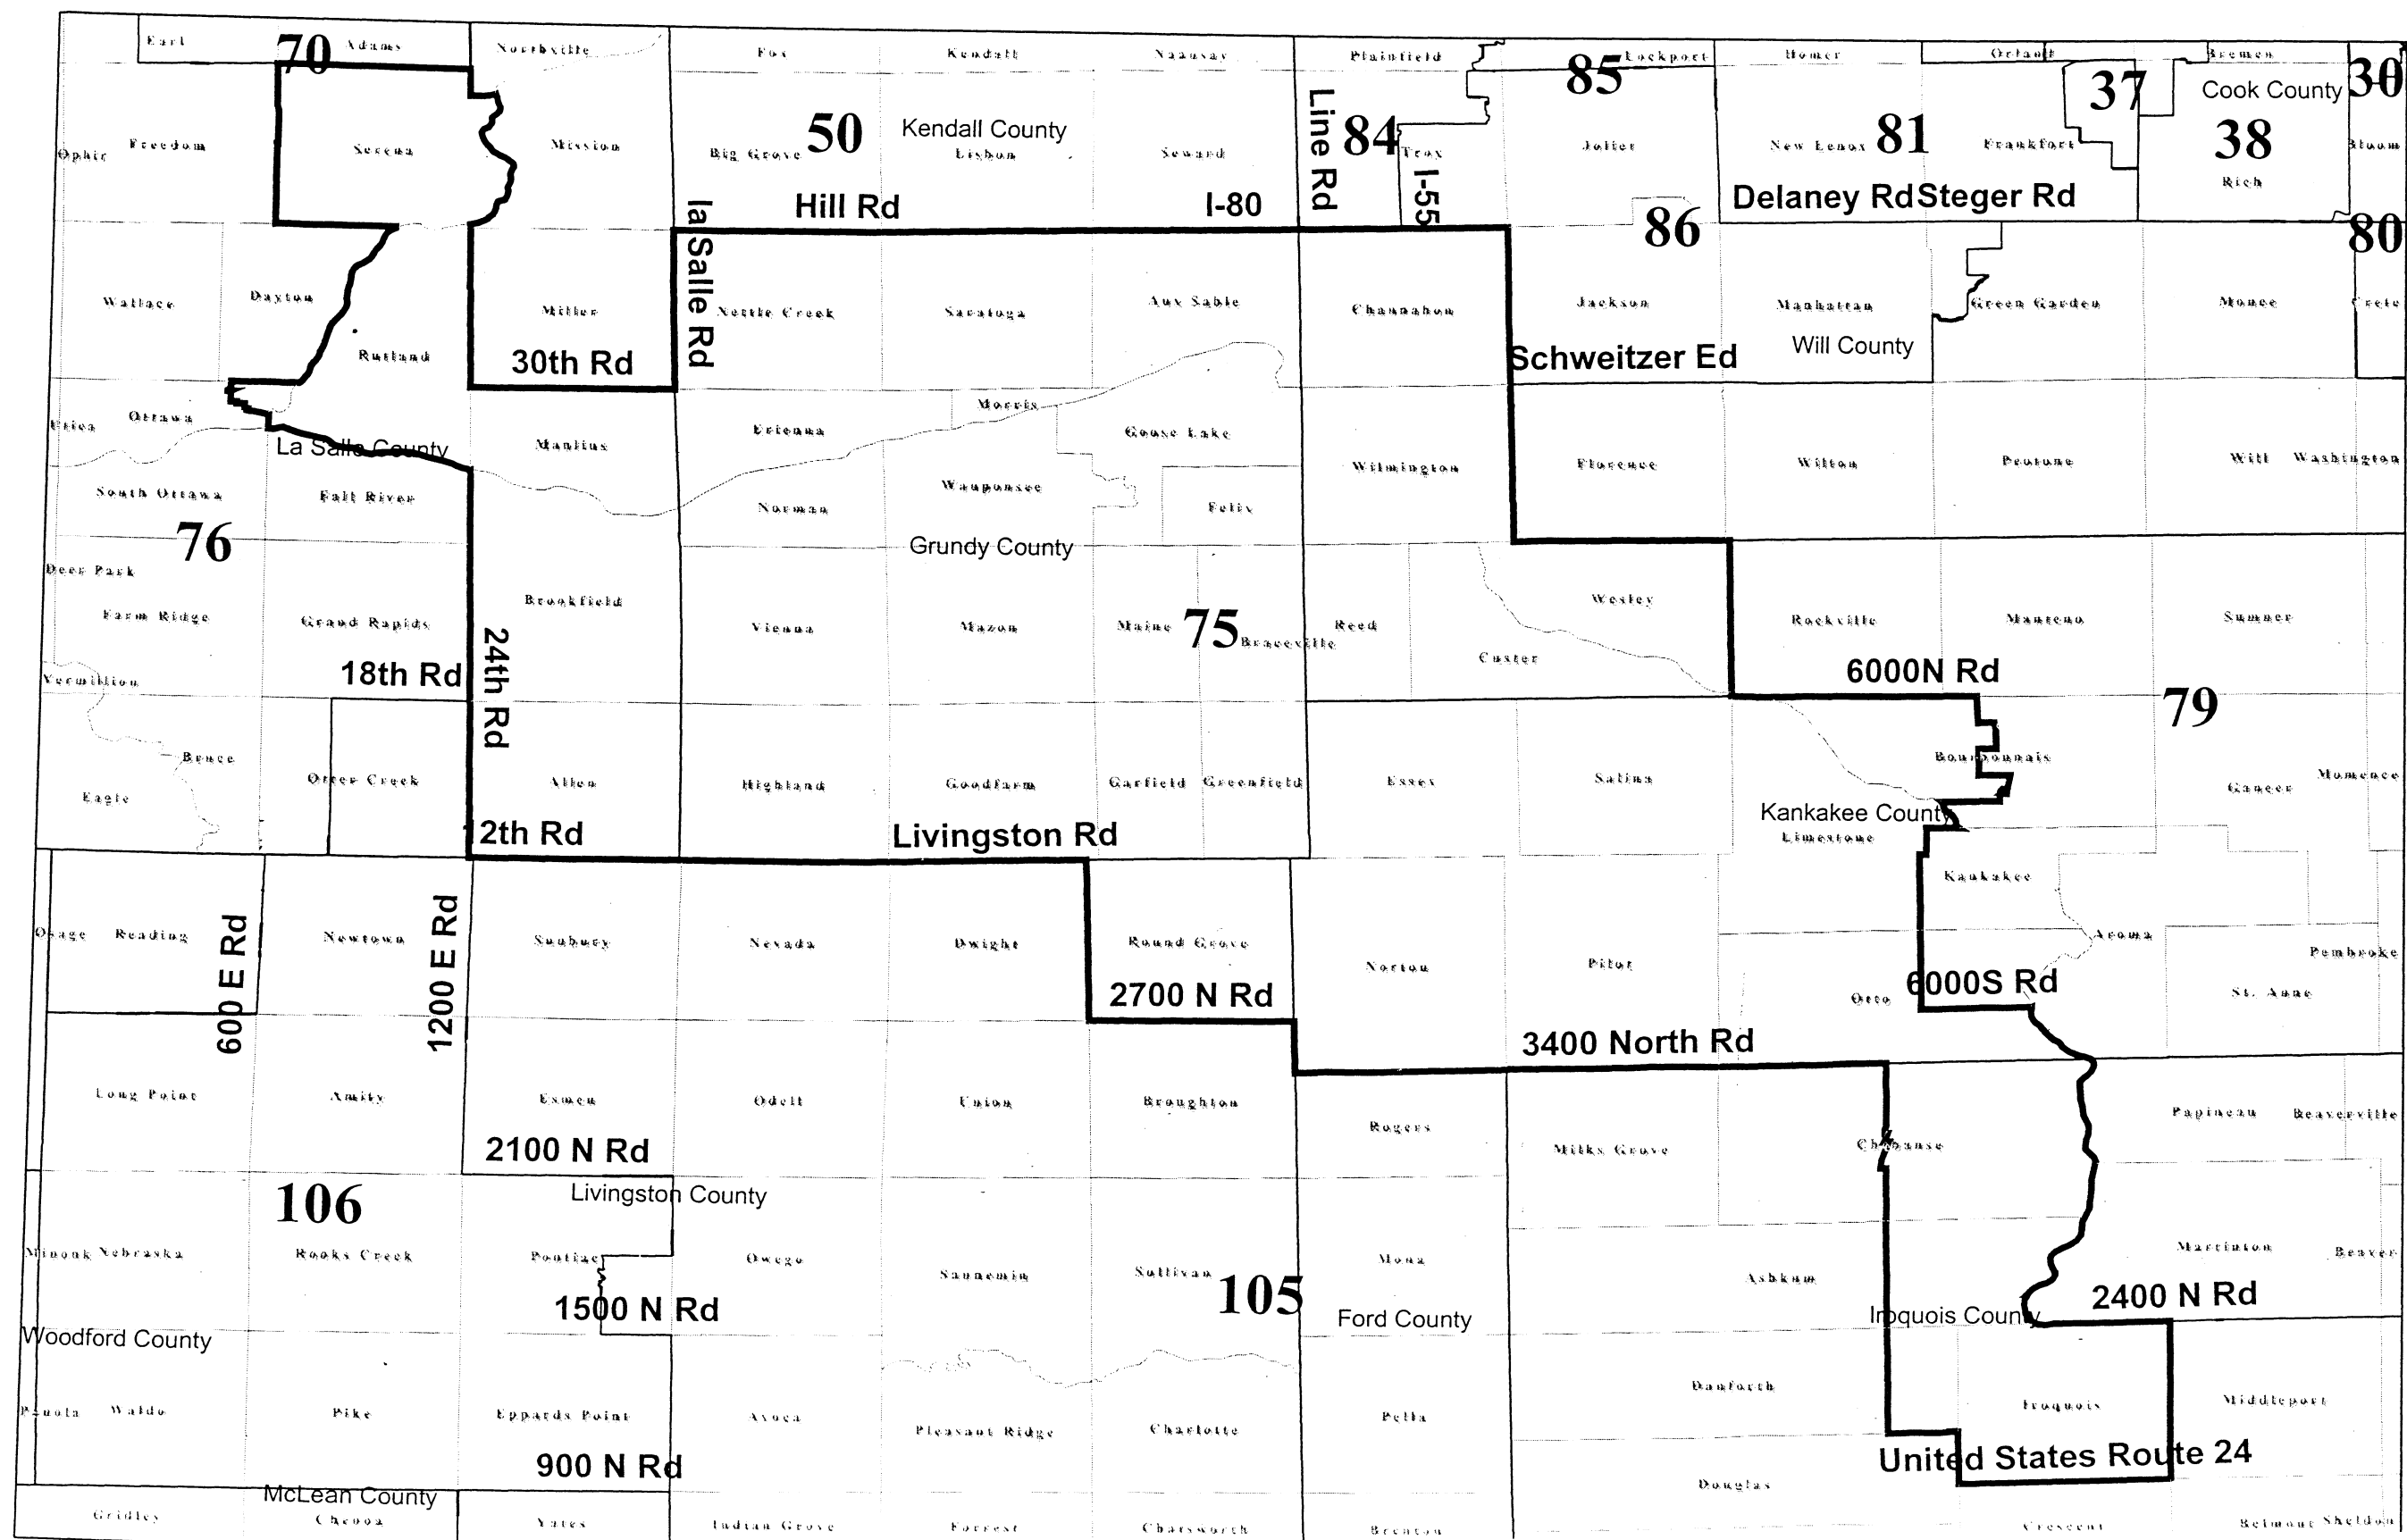 Earl
70
Adams
Northville
Fox
Kendall
Naausay
Plainfield
85
Lockport
Homer
Orland
Bremen
30
37
Cook County
Ophir
Freedom
Serena
Mission
Big Grove
50
Kendall County
Lisbon
Seward
Line Rd
84
Troy
I-55
Joliet
New Lenox
81
Frankfort
38
Rich
Bloom
la Salle Rd
Hill Rd
I-80
86
Delaney Rd
Steger Rd
80
Wallace
Dayton
Rutland
Miller
30th Rd
Nettle Creek
Saratoga
Aux Sable
Channahon
Jackson
Schweitzer Ed
Manhattan
Will County
Green Garden
Monee
Crete
Utica
Ottawa
La Salle County
Manlius
Erienna
Morris
Goose Lake
Wilmington
Florence
Wilton
Peotone
Will
Washington
South Ottawa
Fall River
76
Norman
Wauponsee
Felix
Grundy County
Deer Park
Farm Ridge
Grand Rapids
Brookfield
24th Rd
Vienna
Mazon
Maine
75
Braceville
Reed
Custer
Wesley
Rockville
Manteno
Sumner
Vermillion
18th Rd
6000N Rd
79
Bruce
Eagle
Otter Creek
Allen
Highland
Goodfarm
Garfield
Greenfield
Essex
Salina
Bourbonnais
Ganeer
Momence
12th Rd
Livingston Rd
Kankakee County
Limestone
Kankakee
Osage
Reading
600 E Rd
Newtown
1200 E Rd
Sunbury
Nevada
Dwight
Round Grove
2700 N Rd
Norton
Pilot
Otto
6000S Rd
Aroma
Pembroke
St. Anne
3400 North Rd
Long Point
Amity
Esmen
Odell
Union
Broughton
Rogers
Milks Grove
Chebanse
Papineau
Beaverville
2100 N Rd
106
Livingston County
Minonk
Nebraska
Rooks Creek
Pontiac
Owego
Saunemin
Sullivan
105
Mona
Ashkum
Martinton
Beaver
1500 N Rd
Ford County
Iroquois County
2400 N Rd
Woodford County
Panola
Waldo
Pike
Eppards Point
Avoca
Pleasant Ridge
Charlotte
Pella
Danforth
Iroquois
Middleport
900 N Rd
United States Route 24
McLean County
Douglas
Gridley
Chenoa
Yates
Indian Grove
Forrest
Chatsworth
Brenton
Crescent
Belmont
Sheldon